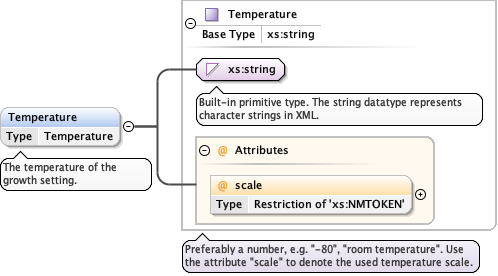 Temperature
Base Type xs:string
xs:string
Built-in primitive type. The string datatype represents
character strings in XML.
Temperature
Type Temperature
The temperature of the
growth setting.
@ Attributes
@ scale
Type Restriction of 'xs:NMTOKEN'
Preferably a number, e.g. "-80", "room temperature". Use
the attribute "scale" to denote the used temperature scale.